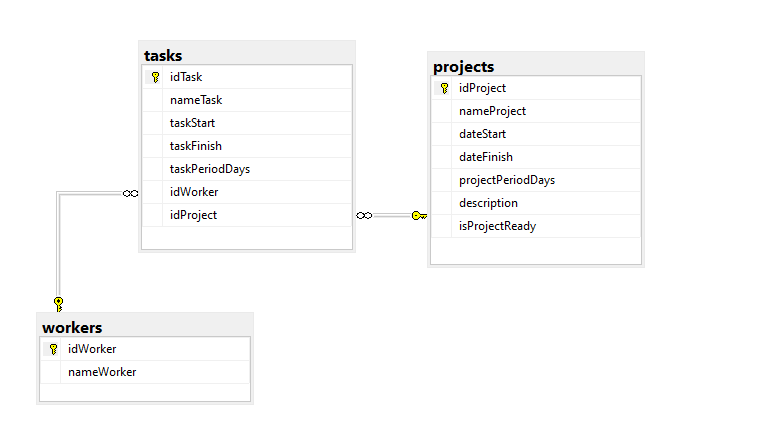 tasks
idTask
nameTask
taskStart
taskFinish
taskPeriodDays
idWorker
idProject
projects
idProject
nameProject
dateStart
dateFinish
projectPeriodDays
description
isProjectReady
workers
idWorker
nameWorker